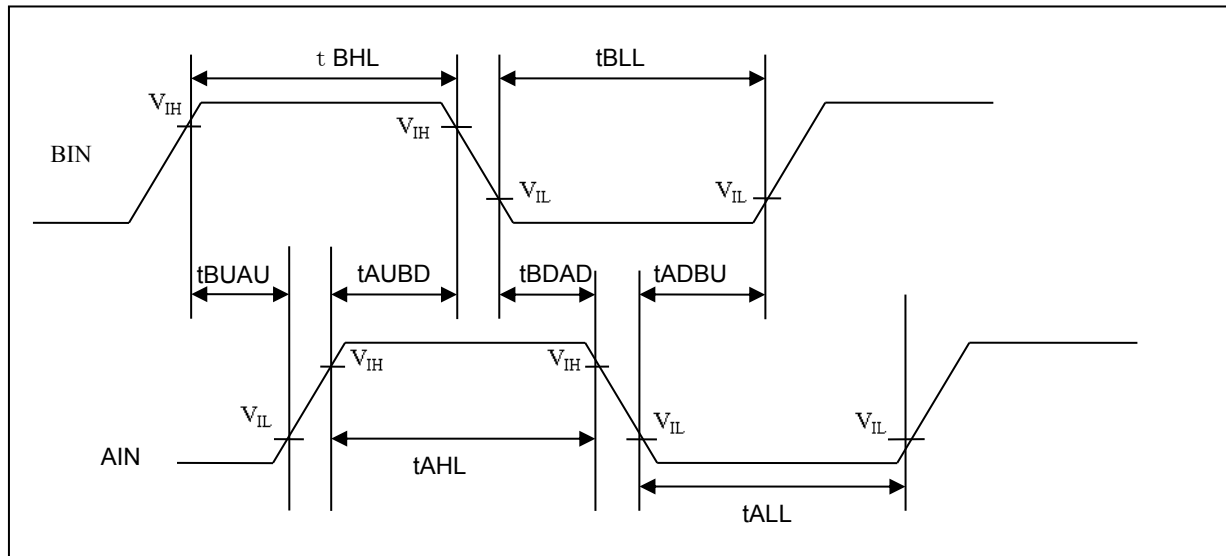 t BHL
tBLL
VIH
VIH
BIN
VIL
VIL
tBUAU
tAUBD
tBDAD
tADBU
VIH
VIH
VIL
VIL
VIL
AIN
tAHL
tALL